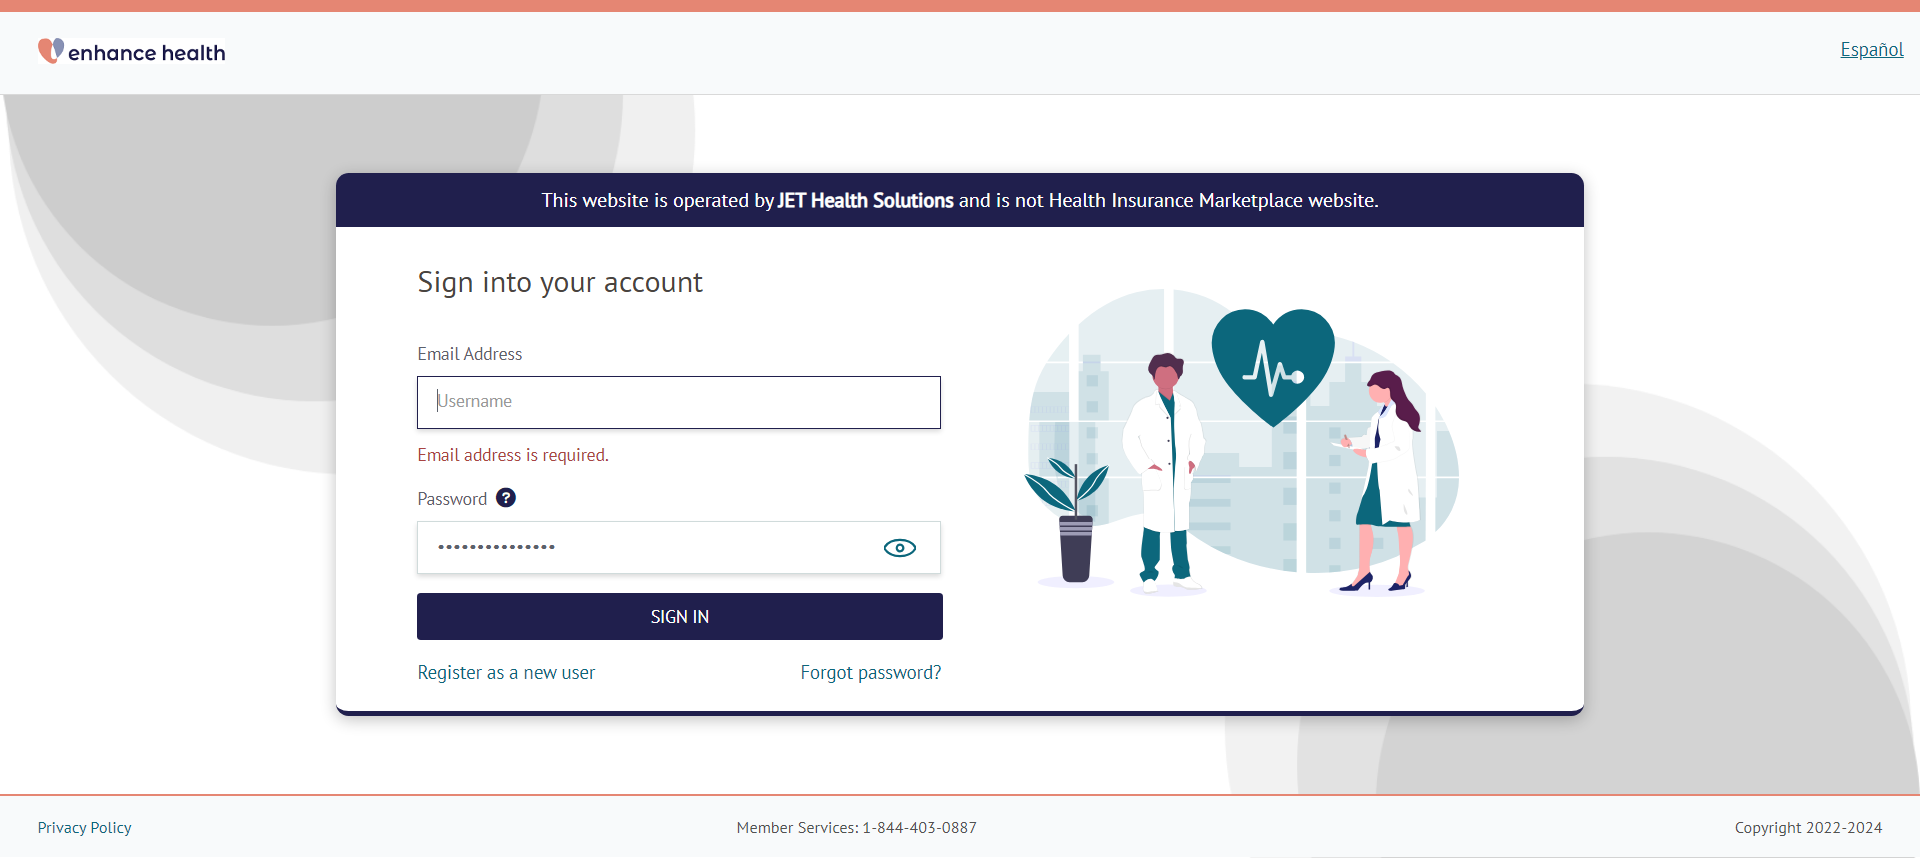 enhance health
Español
This website is operated by JET Health Solutions and is not Health Insurance Marketplace website.
Sign into your account
Email Address
Username
Email address is required.
Password ?
•••••••••••••••
SIGN IN
Register as a new user
Forgot password?
Privacy Policy
Member Services: 1-844-403-0887
Copyright 2022-2024